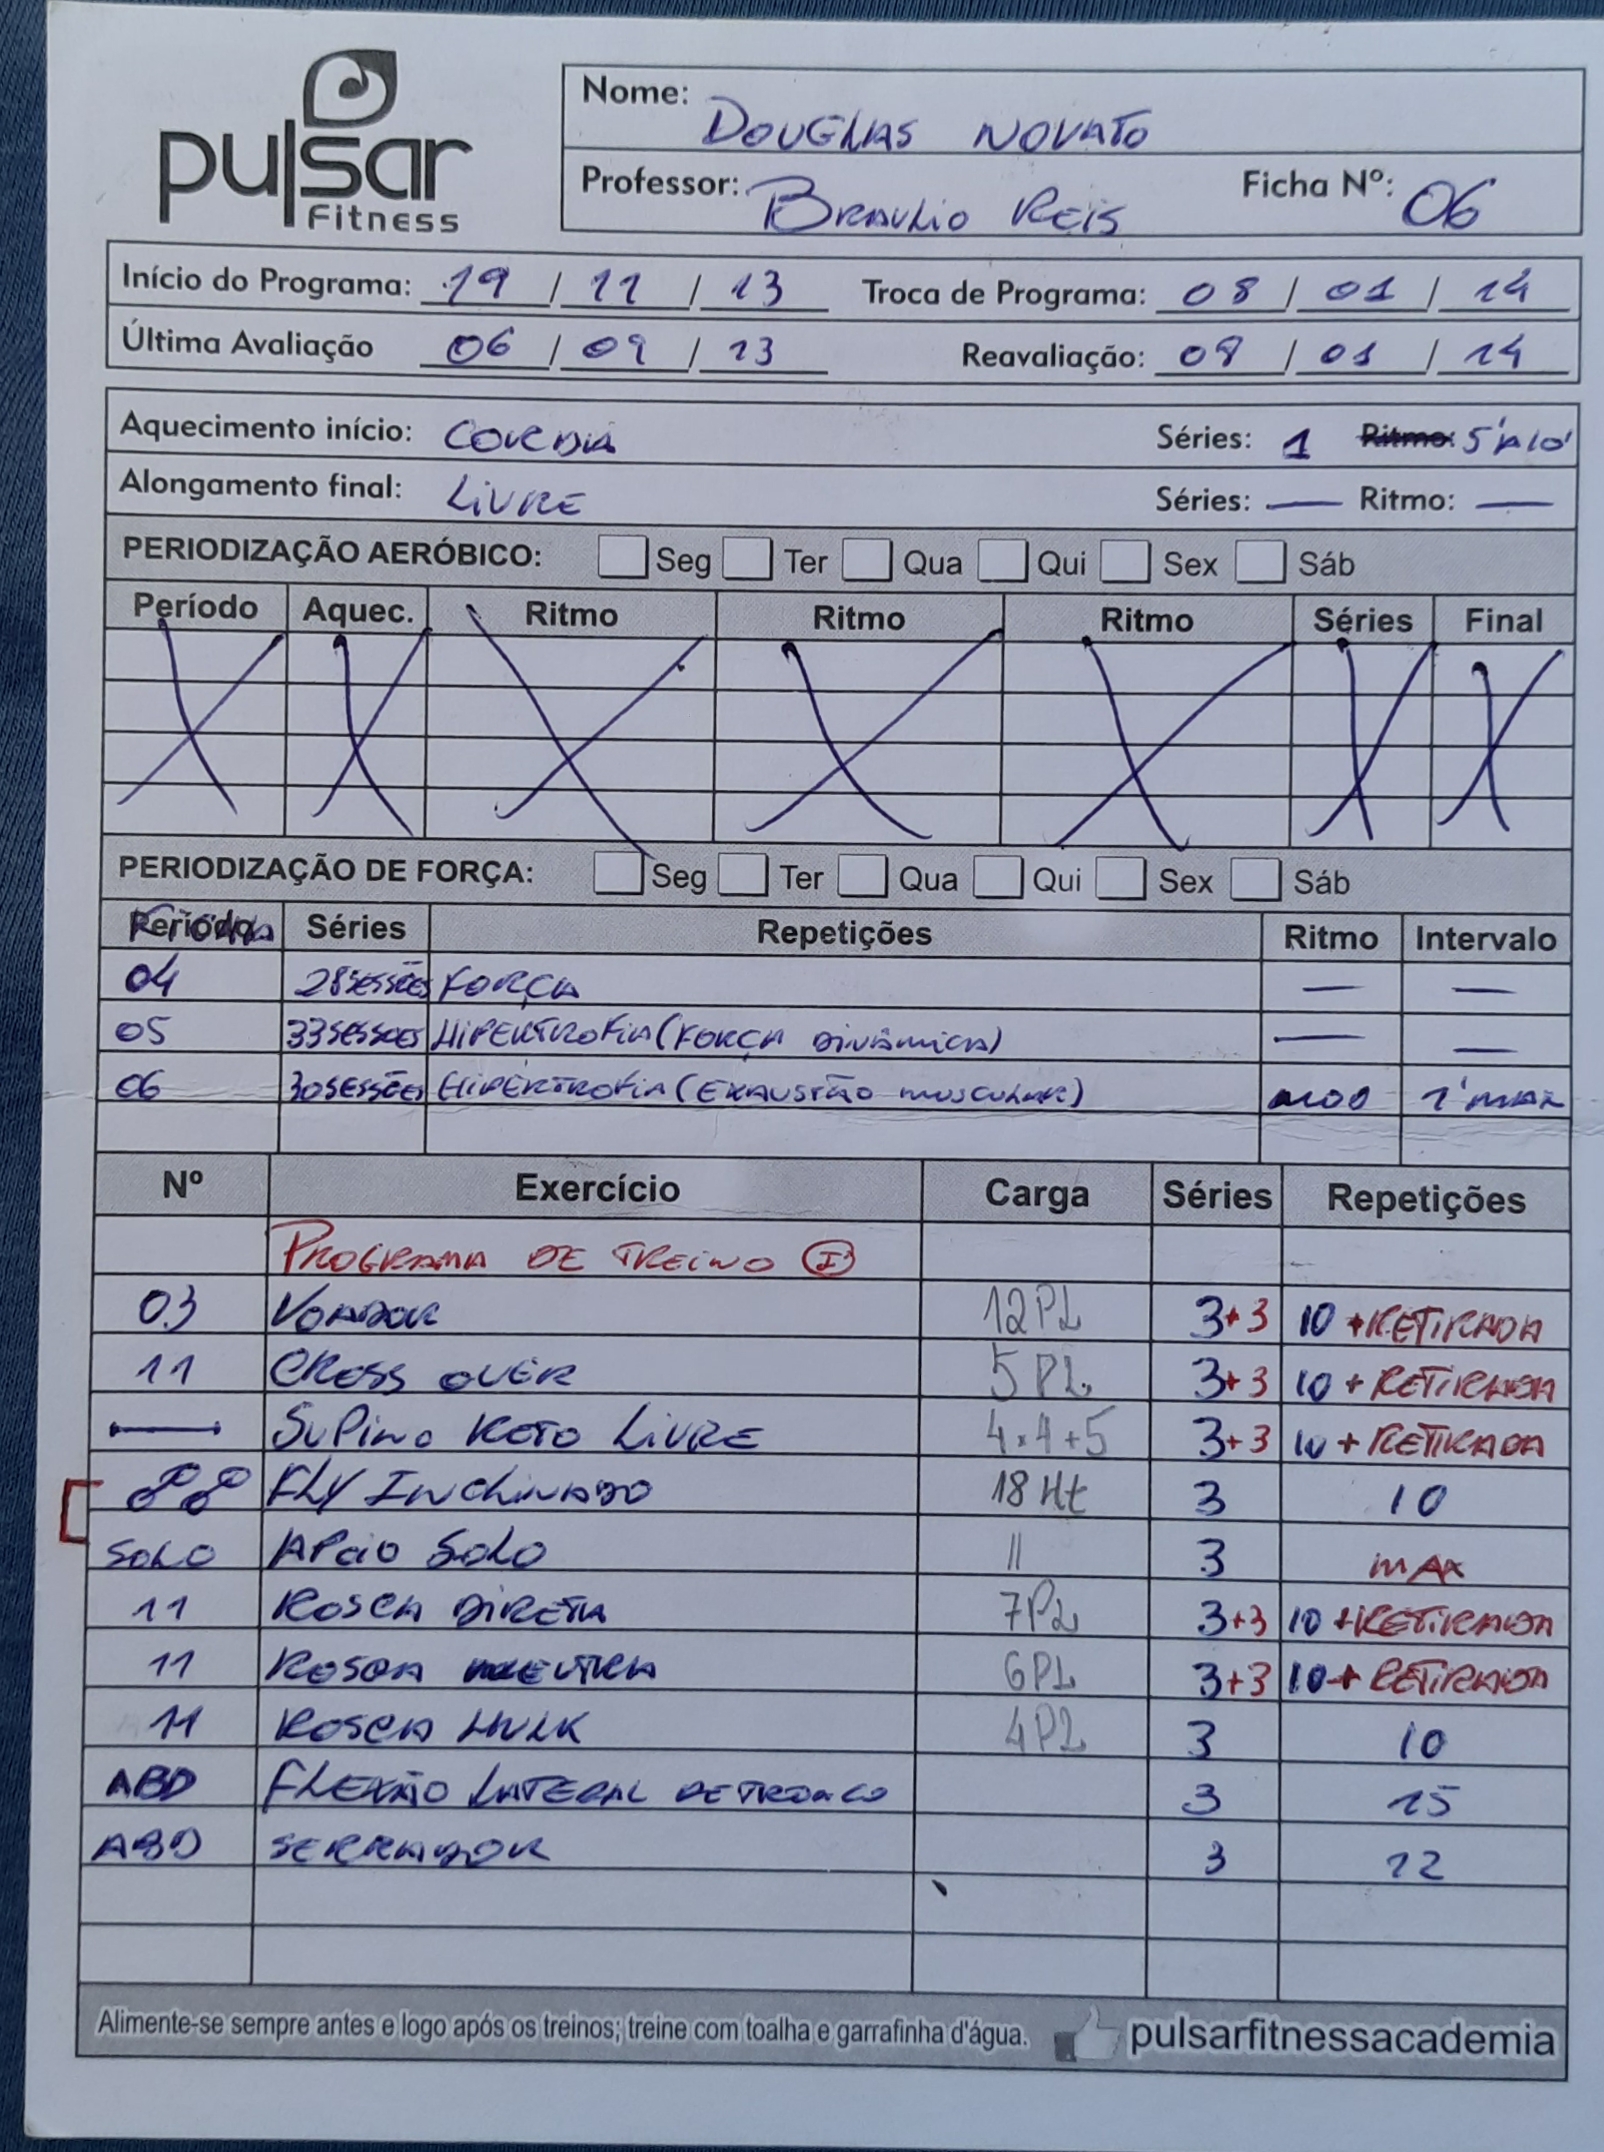 pulsar
Fitness
Nome: DOUGLAS NOVATO
Professor: BRAULIO REIS Ficha Nº: 06
Início do Programa: 19 / 11 / 13 Troca de Programa: 08 / 01 / 14
Última Avaliação 06 / 09 / 13 Reavaliação: 08 / 01 / 14
Aquecimento início: CORDA Séries: 1 Ritmo: 5' A 10'
Alongamento final: LIVRE Séries: — Ritmo: —
PERIODIZAÇÃO AERÓBICO: Seg Ter Qua Qui Sex Sáb
Período Aquec. Ritmo Ritmo Ritmo Séries Final
PERIODIZAÇÃO DE FORÇA: Seg Ter Qua Qui Sex Sáb
Período Séries Repetições Ritmo Intervalo
04 28 SESSÕES FORÇA — —
05 33 SESSOES HIPERTROFIA (FORÇA DINÂMICA) — —
06 30 SESSÕES HIPERTROFIA (EXAUSTÃO MUSCULAR) MOD 1' MAX
Nº Exercício Carga Séries Repetições
PROGRAMA DE TREINO I
03 VOADOR 12 PL 3+3 10 + RETIRADA
11 CROSS OVER 5 PL 3+3 10 + RETIRADA
— SUPINO RETO LIVRE 4+4+5 3+3 10 + RETIRADA
FLY INCLINADO 18 3 10
SOLO APOIO SOLO 11 3 MAX
11 ROSCA DIRETA 7 PL 3+3 10 + RETIRADA
11 ROSCA NEUTRA 6 PL 3+3 10 + RETIRADA
11 ROSCA HULK 4 PL 3 10
ABD FLEXÃO LATERAL DE TRONCO 3 15
ABD SERRADOR 3 12
Alimente-se sempre antes e logo após os treinos; treine com toalha e garrafinha d'água. pulsarfitnessacademia